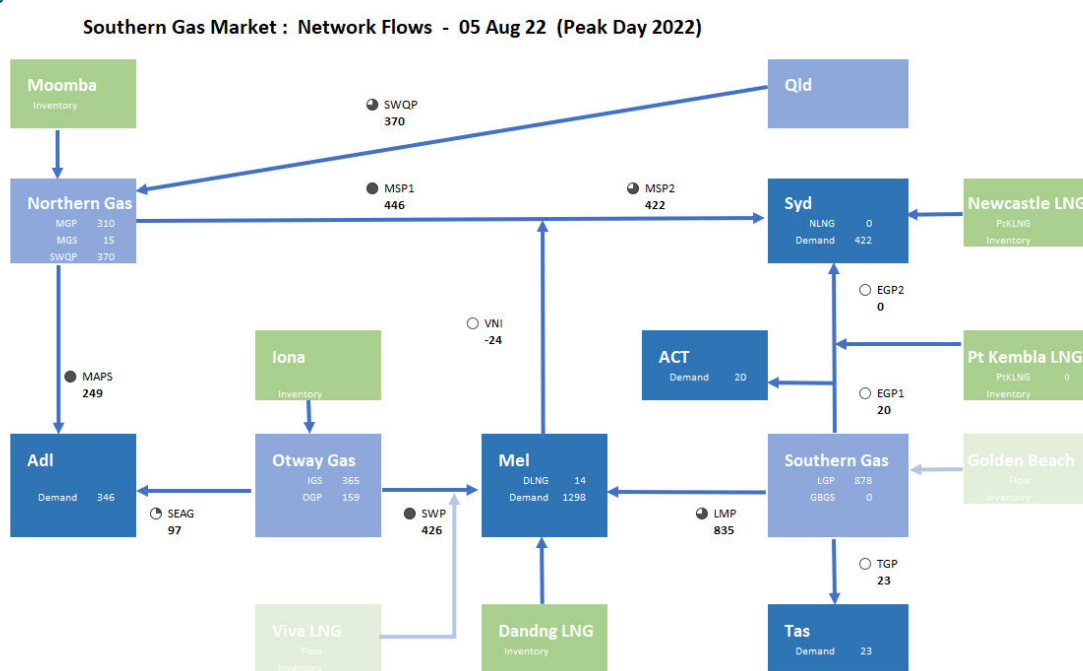 Southern Gas Market : Network Flows - 05 Aug 22 (Peak Day 2022)
Moomba
Inventory
SWQP
370
Qld
Northern Gas
MGP 310
MGS 15
SWQP 370
MSP1
446
MSP2
422
Syd
NLNG 0
Demand 422
Newcastle LNG
PtKLNG
Inventory
EGP2
0
VNI
-24
Iona
Inventory
ACT
Demand 20
Pt Kembla LNG
PtKLNG 0
Inventory
MAPS
249
EGP1
20
Adl
Demand 346
Otway Gas
IGS 365
OGP 159
Mel
DLNG 14
Demand 1298
Southern Gas
LGP 878
GBGS 0
Golden Beach
Flow
Inventory
SEAG
97
SWP
426
LMP
835
TGP
23
Viva LNG
Flow
Inventory
Dandng LNG
Inventory
Tas
Demand 23